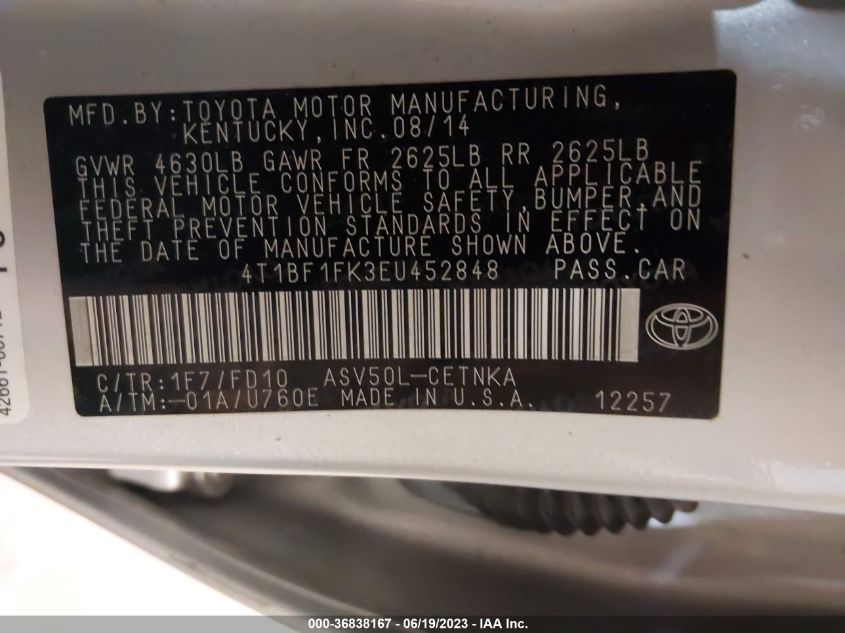 MFD.BY:TOYOTA MOTOR MANUFACTURING,
KENTUCKY,INC.08/14
GVWR 4630LB GAWR FR 2625LB RR 2625LB
THIS VEHICLE CONFORMS TO ALL APPLICABLE
FEDERAL MOTOR VEHICLE SAFETY,BUMPER,AND
THEFT PREVENTION STANDARDS IN EFFECT ON
THE DATE OF MANUFACTURE SHOWN ABOVE.
4T1BF1FK3EU452848 PASS.CAR
C/TR:1F7/FD10 ASV50L-CETNKA
A/TM:-01A/U760E MADE IN U.S.A. 12257
000-36838167 - 06/19/2023 - IAA Inc.